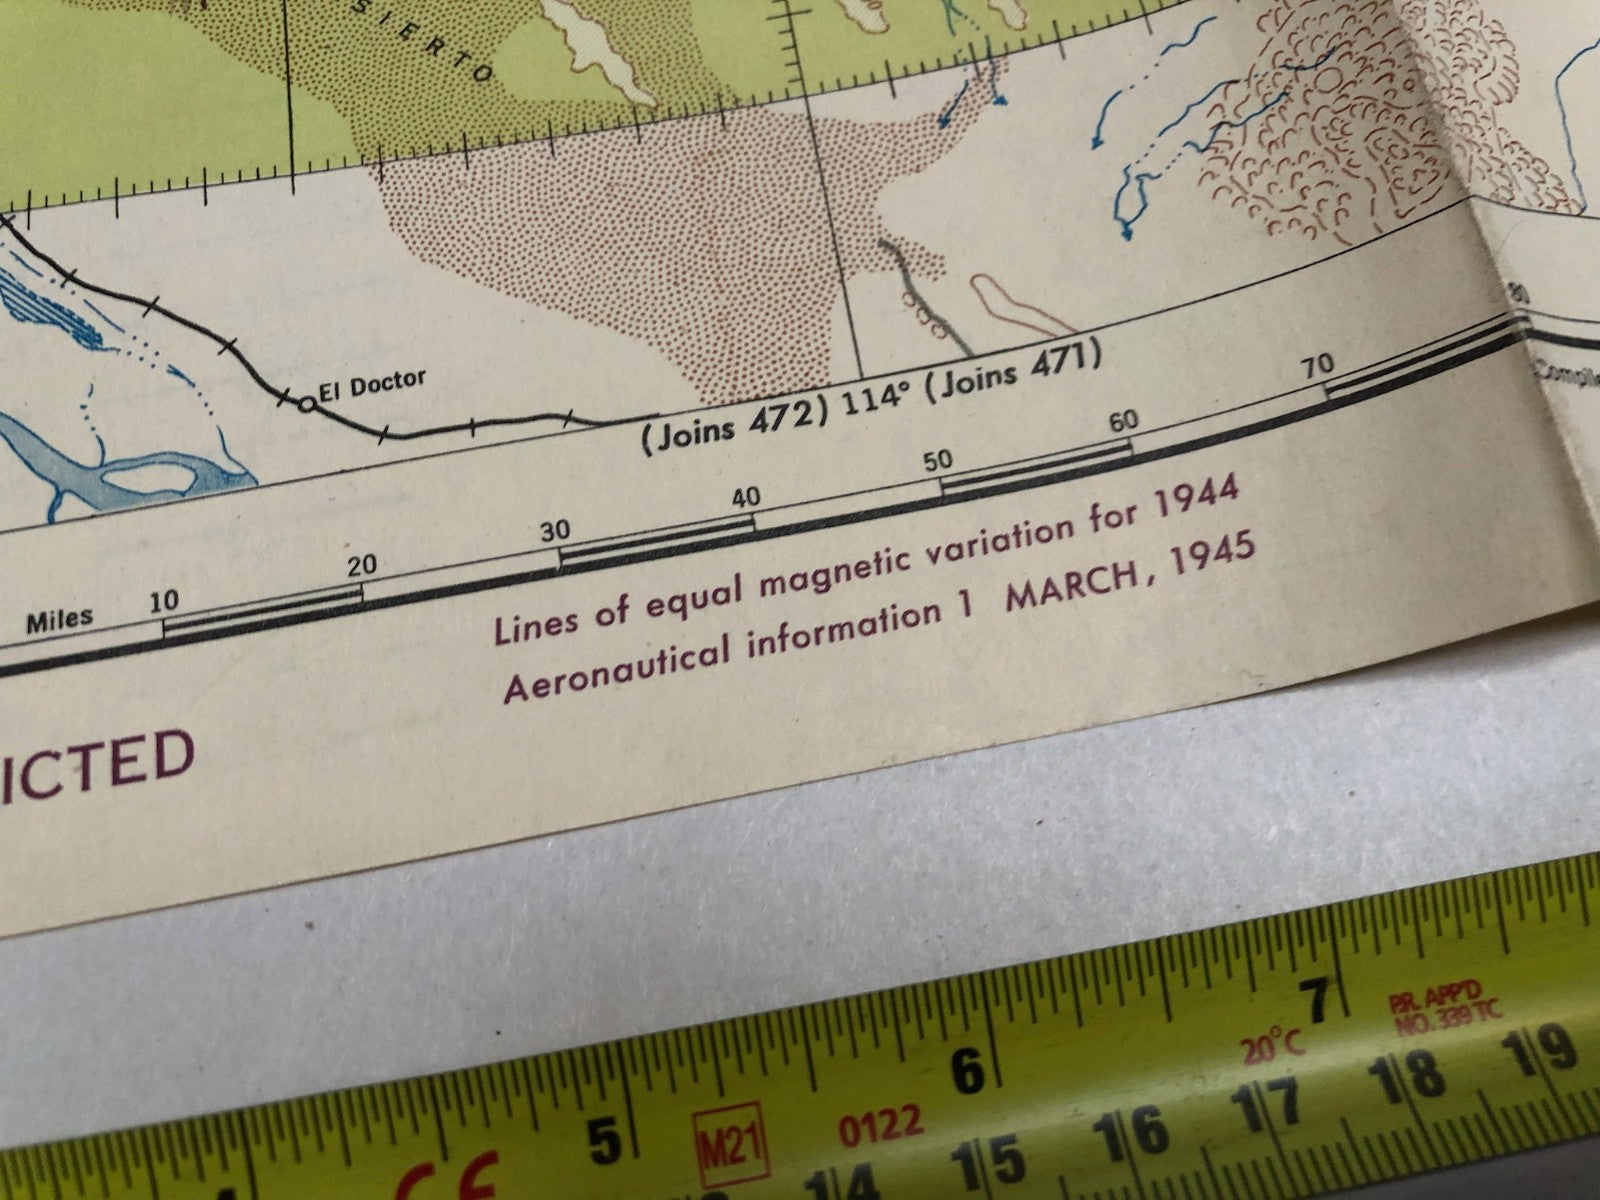 SIERTO
El Doctor
(Joins 472) 114° (Joins 471)
Miles 10 20 30 40 50 60 70 80
Lines of equal magnetic variation for 1944
Aeronautical information 1 MARCH, 1945
ICTED
5 6 7
P.R. APP'D
NO. 339 TC
20°C
M21 0122
CE
14 15 16 17 18 19